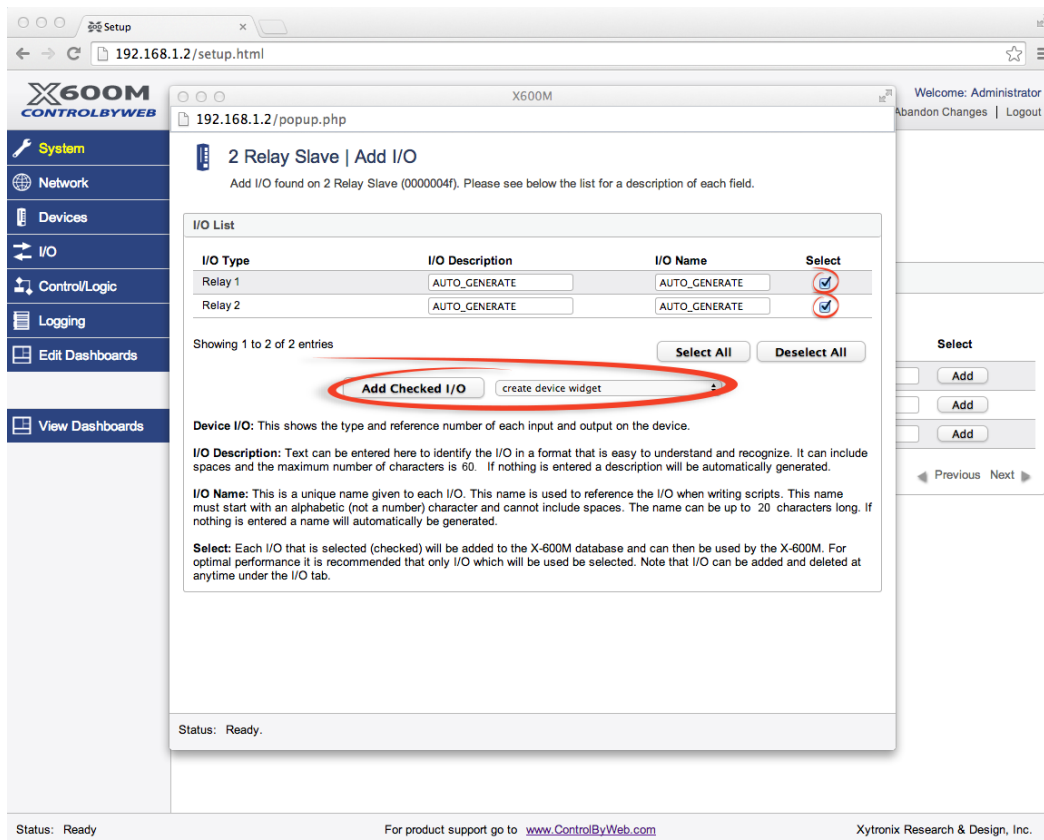 Setup
192.168.1.2/setup.html
X600M
CONTROLBYWEB
Welcome: Administrator
Abandon Changes | Logout
System
Network
Devices
I/O
Control/Logic
Logging
Edit Dashboards
View Dashboards
X600M
192.168.1.2/popup.php
2 Relay Slave | Add I/O
Add I/O found on 2 Relay Slave (0000004f). Please see below the list for a description of each field.
I/O List
I/O Type I/O Description I/O Name Select
Relay 1 AUTO_GENERATE AUTO_GENERATE
Relay 2 AUTO_GENERATE AUTO_GENERATE
Showing 1 to 2 of 2 entries
Select All Deselect All
Add Checked I/O create device widget
Device I/O: This shows the type and reference number of each input and output on the device.
I/O Description: Text can be entered here to identify the I/O in a format that is easy to understand and recognize. It can include
spaces and the maximum number of characters is 60. If nothing is entered a description will be automatically generated.
I/O Name: This is a unique name given to each I/O. This name is used to reference the I/O when writing scripts. This name
must start with an alphabetic (not a number) character and cannot include spaces. The name can be up to 20 characters long. If
nothing is entered a name will automatically be generated.
Select: Each I/O that is selected (checked) will be added to the X-600M database and can then be used by the X-600M. For
optimal performance it is recommended that only I/O which will be used be selected. Note that I/O can be added and deleted at
anytime under the I/O tab.
Status: Ready.
Select
Add
Add
Add
Previous Next
Status: Ready
For product support go to www.ControlByWeb.com
Xytronix Research & Design, Inc.